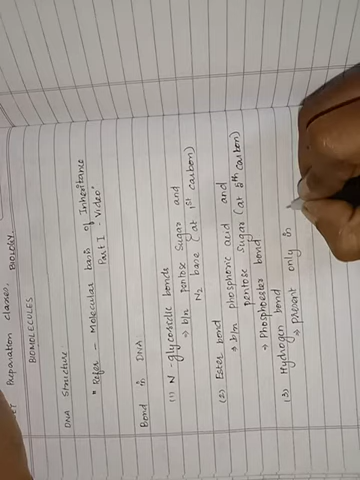 Preparation classes, BIOLOGY.
BIOMOLECULES
DNA Structure.
* Refer - Molecular basis of Inheritance
Part I - Video"
Bond in DNA
(1) N-glycosidic bonds
→ b/n pentose sugar and
N2 base (at 1st carbon)
(2) Ester bond
→ b/n phosphoric acid and
pentose sugar (at 5th carbon)
→ Phosphoester bond
(3) Hydrogen bond
→ Present only in